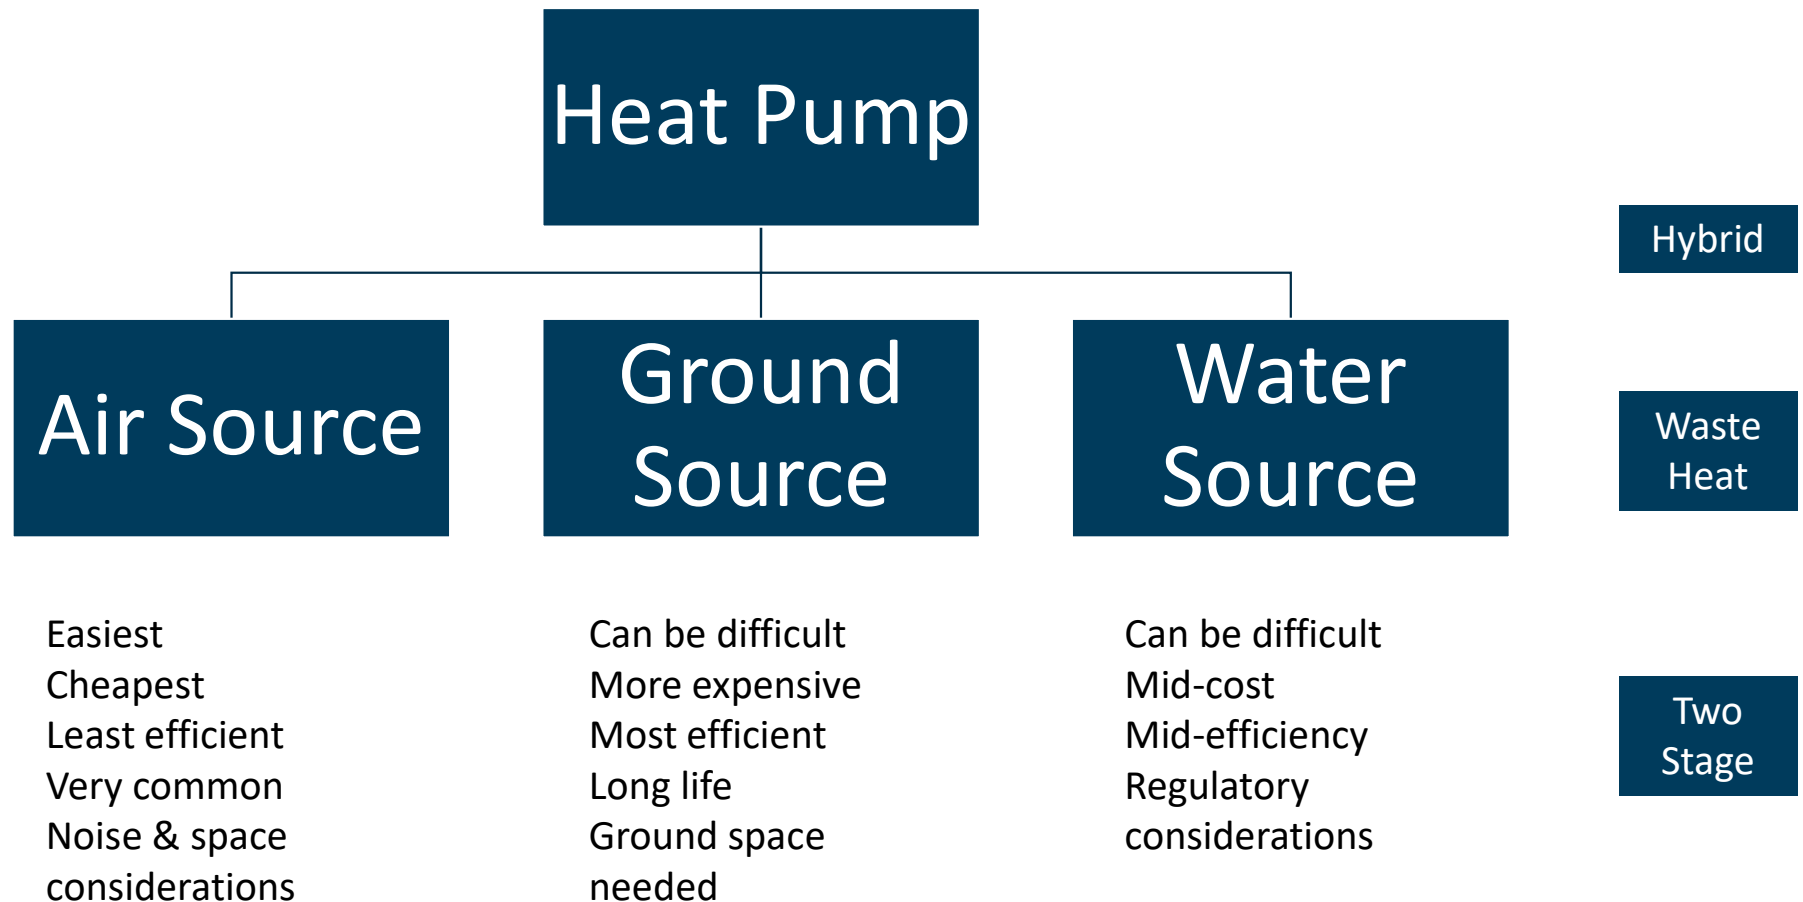 Heat Pump
Air Source
Ground
Source
Water
Source
Easiest
Cheapest
Least efficient
Very common
Noise & space
considerations
Can be difficult
More expensive
Most efficient
Long life
Ground space
needed
Can be difficult
Mid-cost
Mid-efficiency
Regulatory
considerations
Hybrid
Waste
Heat
Two
Stage